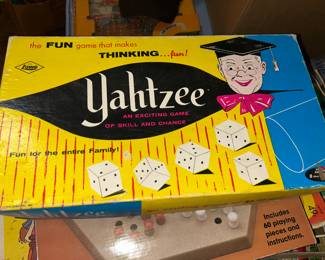 the FUN game that makes
THINKING...fun!
Yahtzee
AN EXCITING GAME
OF SKILL AND CHANCE
Fun for the entire Family!
Yahtzee
Includes
60 playing
pieces and
instructions.